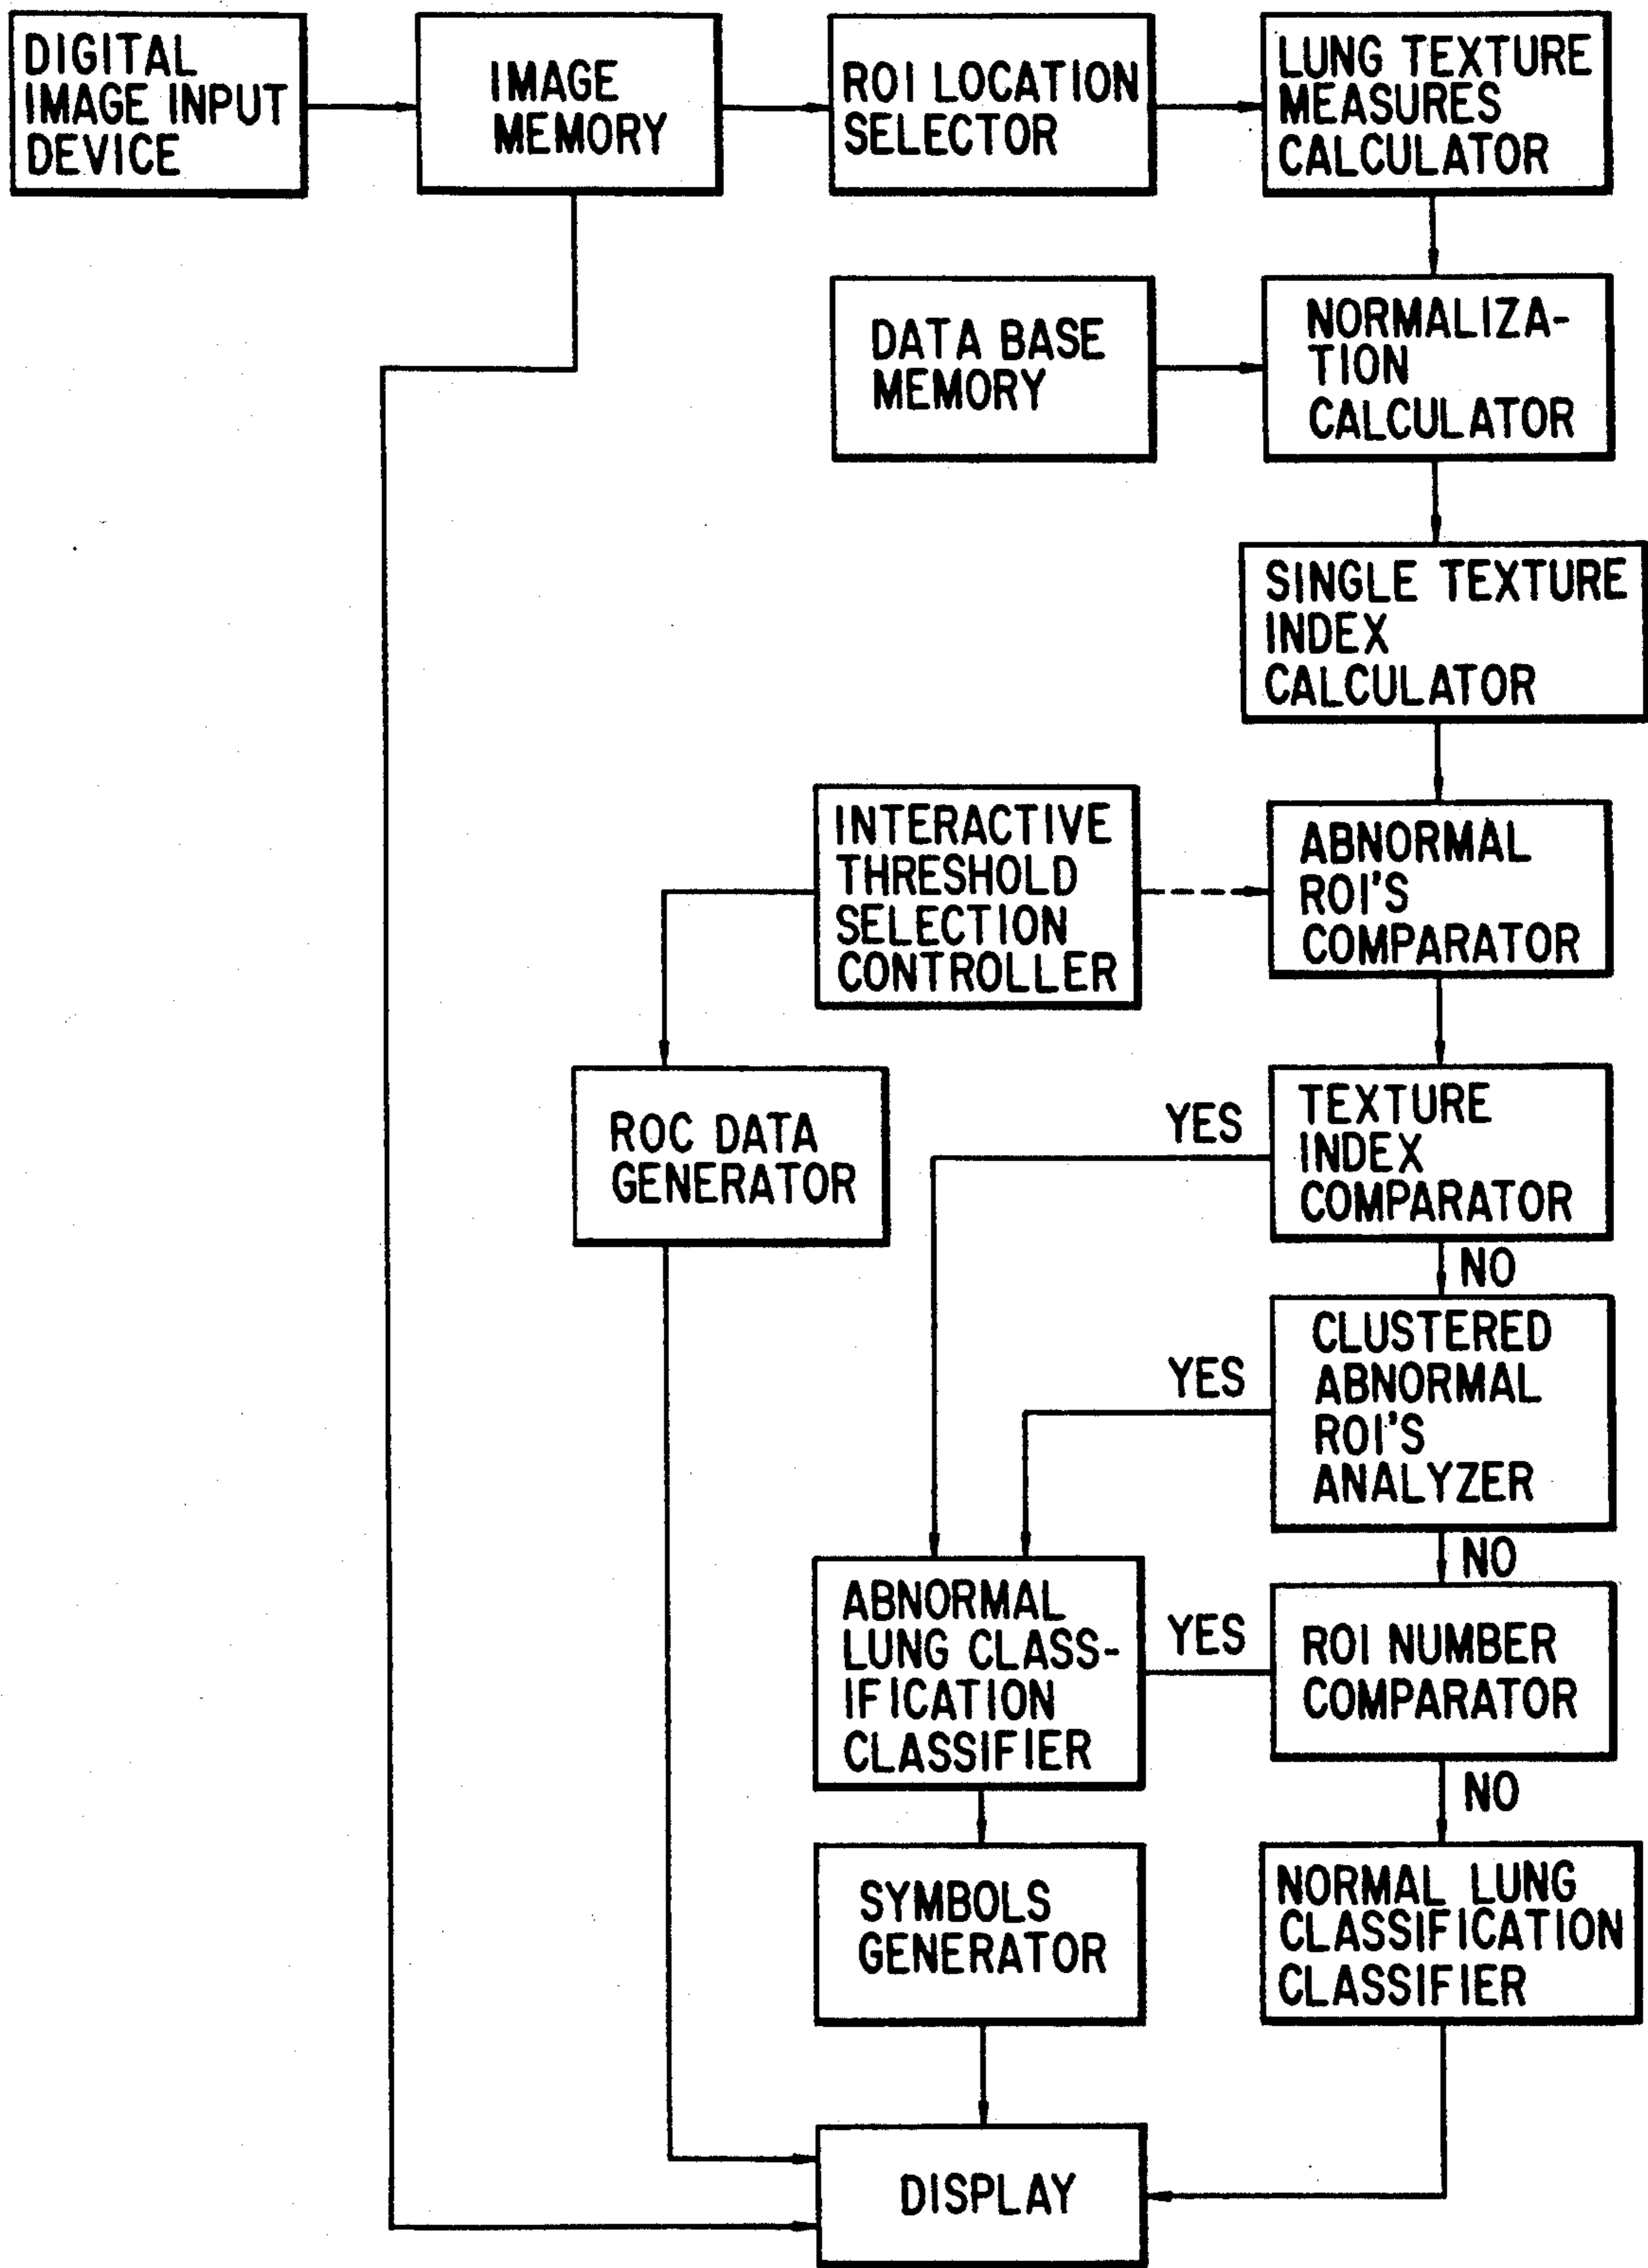 DIGITAL
IMAGE INPUT
DEVICE
IMAGE
MEMORY
ROI LOCATION
SELECTOR
LUNG TEXTURE
MEASURES
CALCULATOR
DATA BASE
MEMORY
NORMALIZA-
TION
CALCULATOR
SINGLE TEXTURE
INDEX
CALCULATOR
INTERACTIVE
THRESHOLD
SELECTION
CONTROLLER
ABNORMAL
ROI'S
COMPARATOR
ROC DATA
GENERATOR
YES
TEXTURE
INDEX
COMPARATOR
NO
YES
CLUSTERED
ABNORMAL
ROI'S
ANALYZER
NO
ABNORMAL
LUNG CLASS-
IFICATION
CLASSIFIER
YES
ROI NUMBER
COMPARATOR
NO
SYMBOLS
GENERATOR
NORMAL LUNG
CLASSIFICATION
CLASSIFIER
DISPLAY